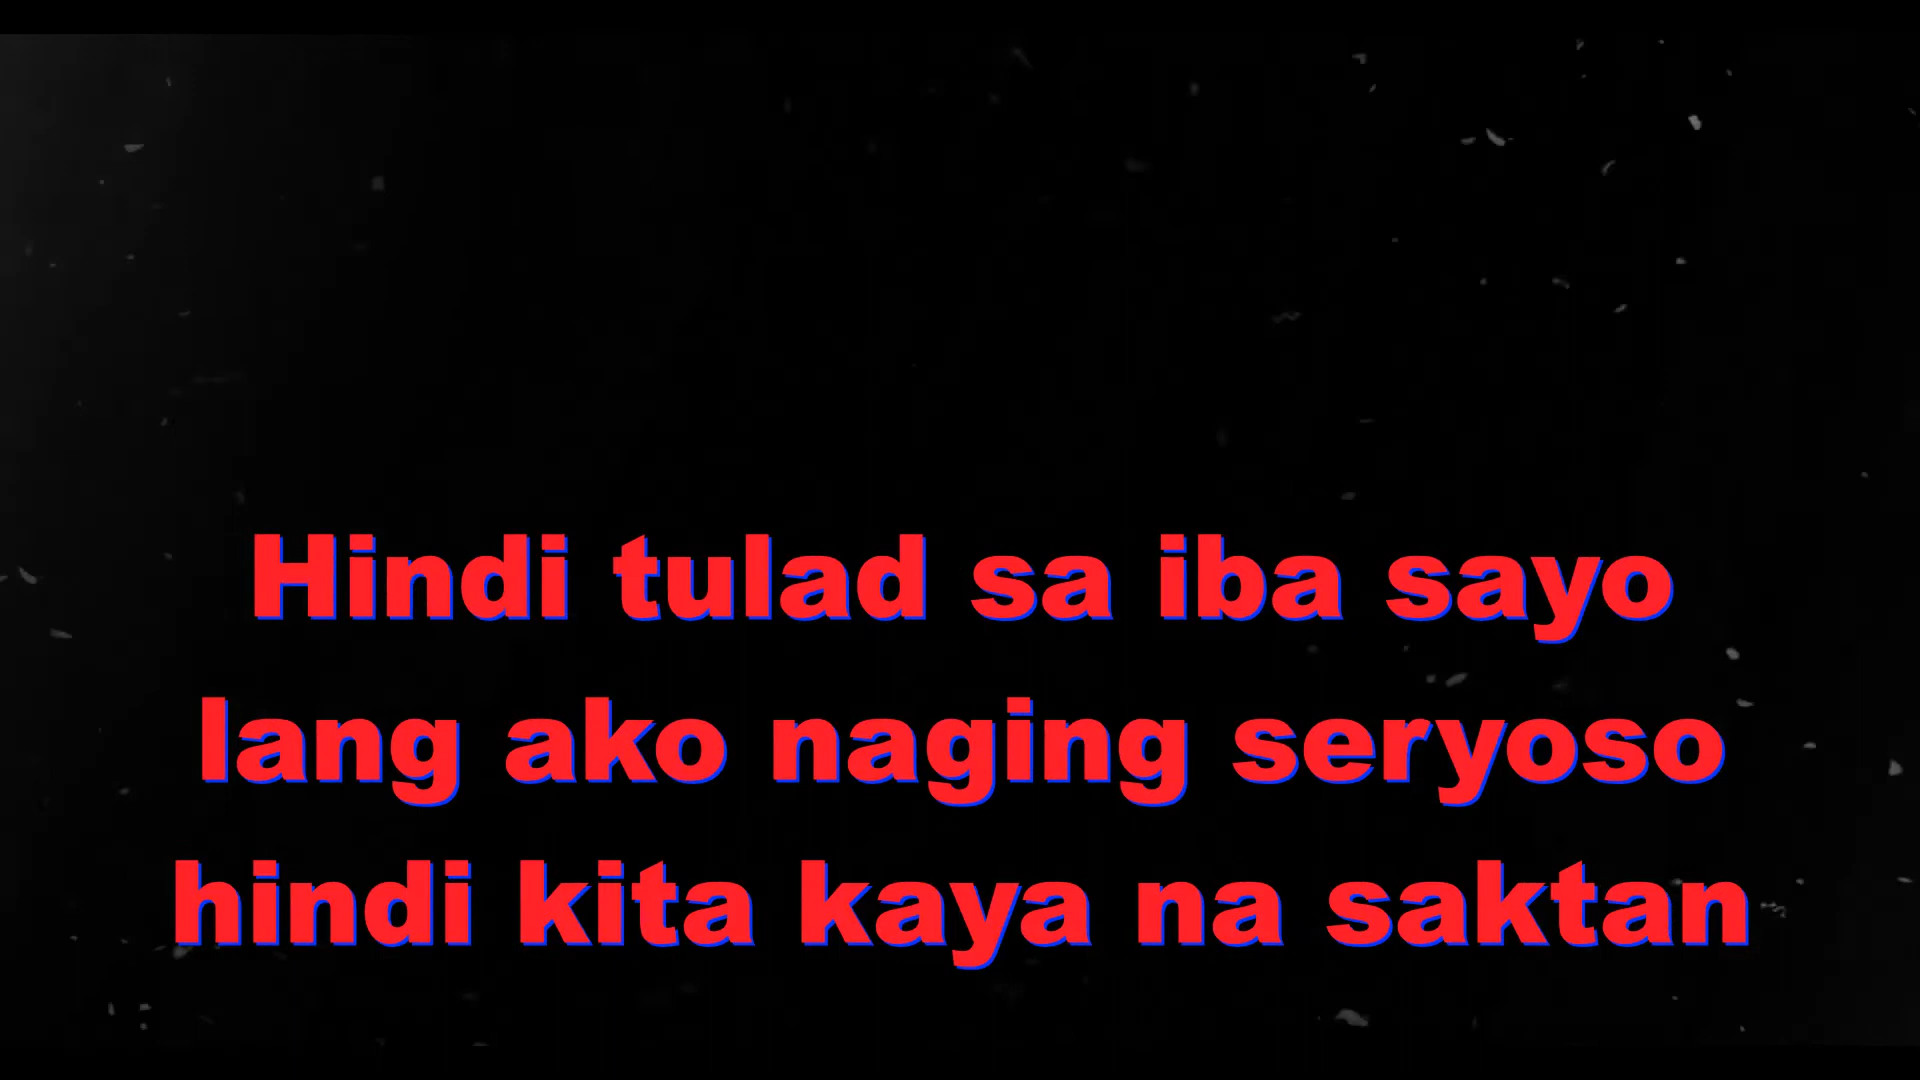 Hindi tulad sa iba sayo
lang ako naging seryoso
hindi kita kaya na saktan